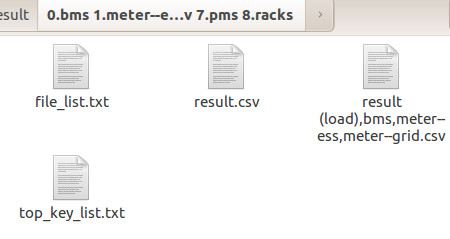 esult
0.bms 1.meter--e...v 7.pms 8.racks
file_list.txt
result.csv
result
(load),bms,meter--
ess,meter--grid.csv
top_key_list.txt